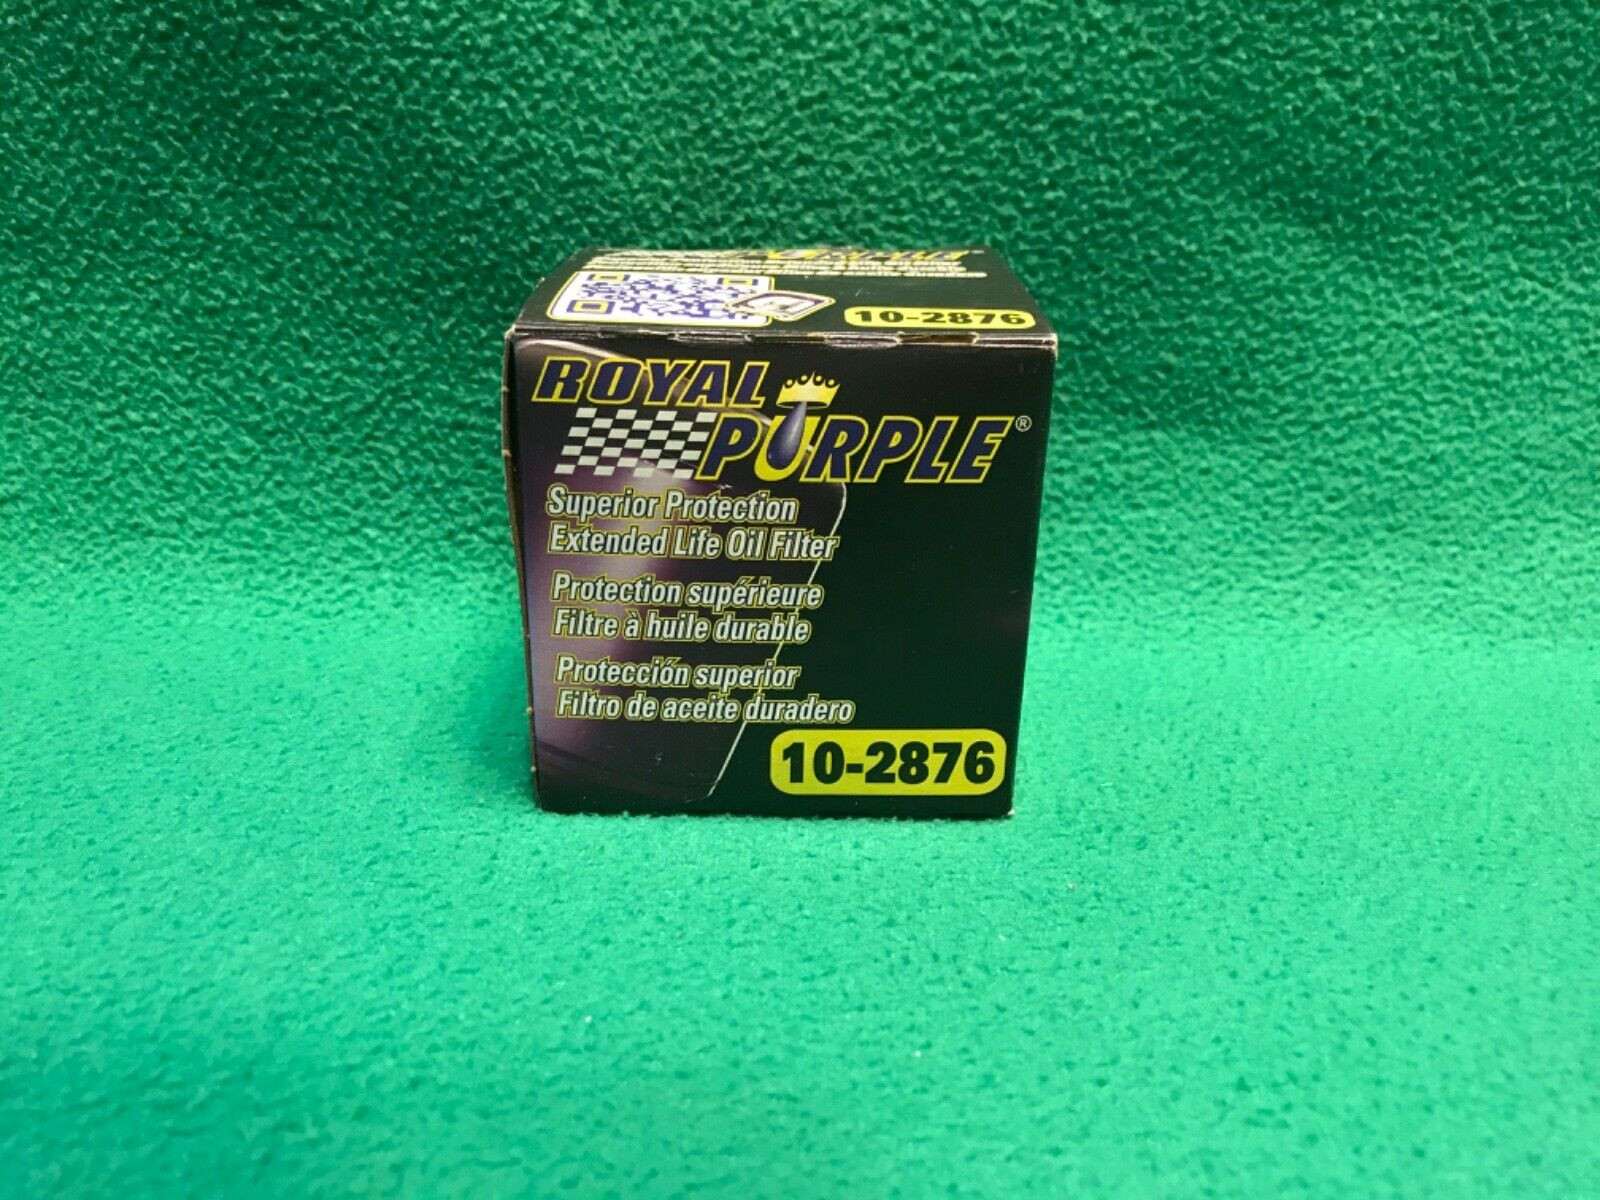 10-2876
ROYAL
PURPLE®
Superior Protection
Extended Life Oil Filter
Protection supérieure
Filtre à huile durable
Protección superior
Filtro de aceite duradero
10-2876